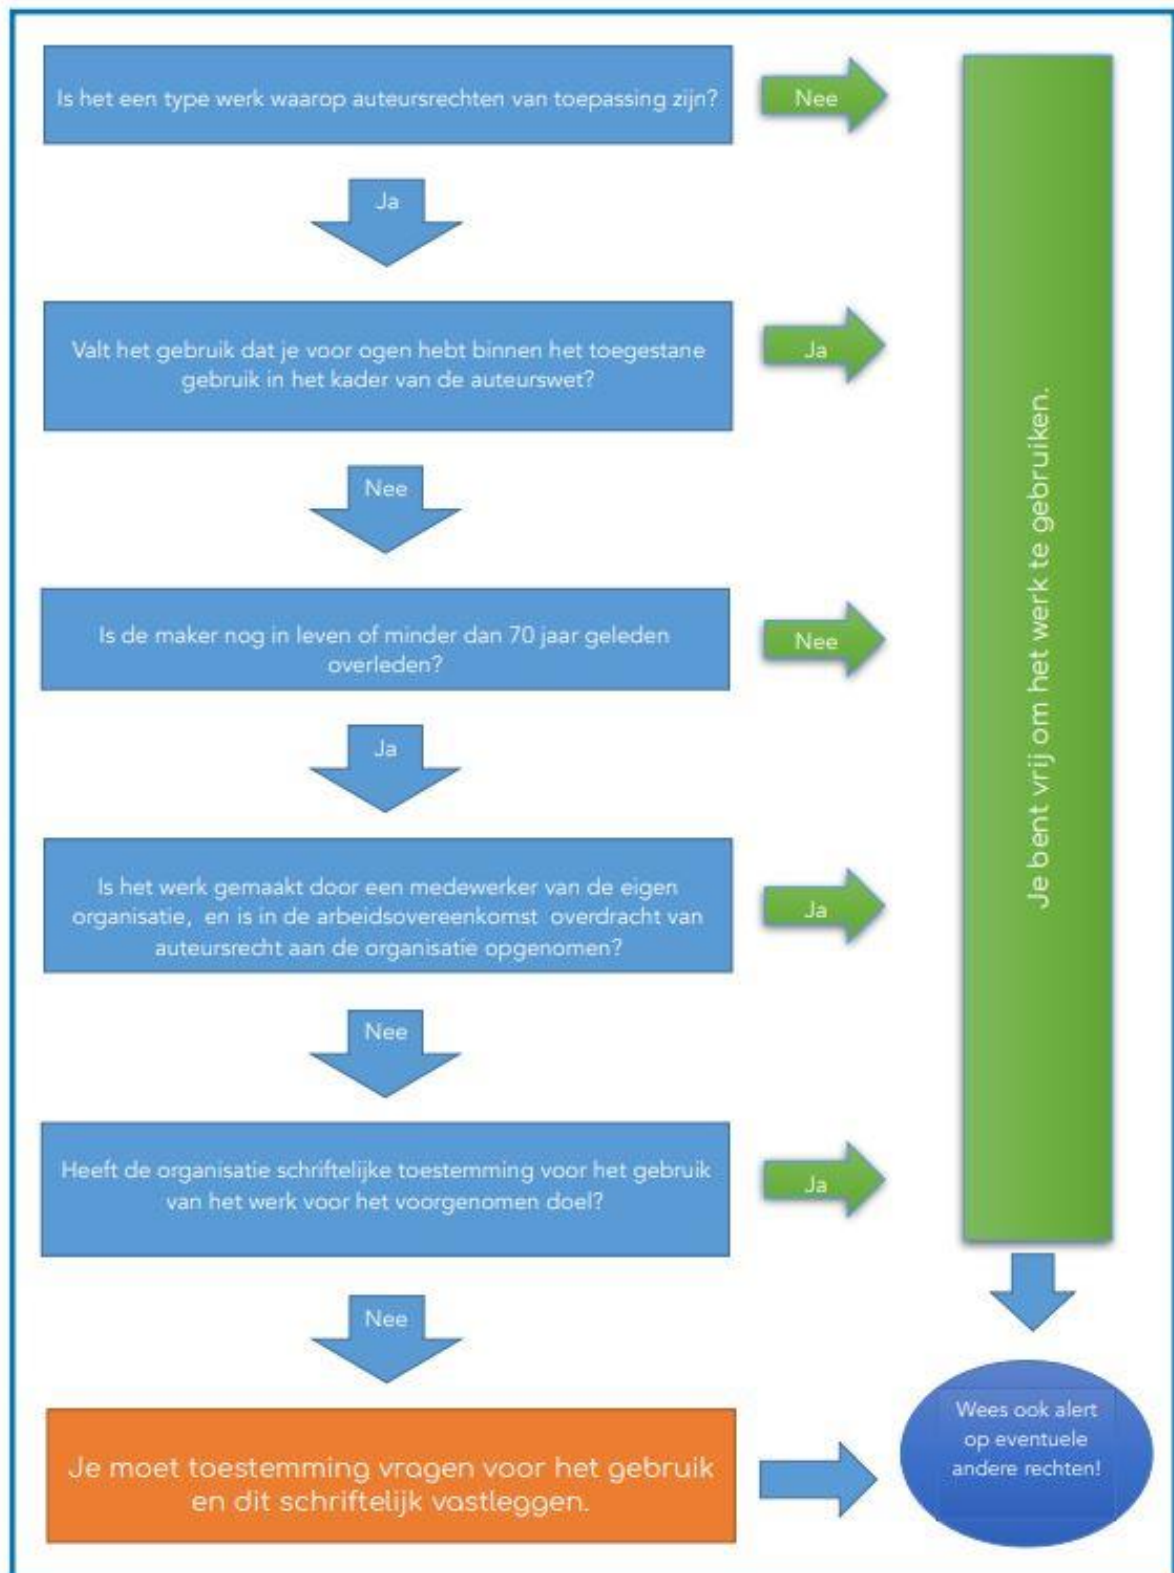 Is het een type werk waarop auteursrechten van toepassing zijn?
Nee
Ja
Valt het gebruik dat je voor ogen hebt binnen het toegestane
gebruik in het kader van de auteurswet?
Ja
Nee
Is de maker nog in leven of minder dan 70 jaar geleden
overleden?
Nee
Ja
Is het werk gemaakt door een medewerker van de eigen
organisatie, en is in de arbeidsovereenkomst overdracht van
auteursrecht aan de organisatie opgenomen?
Ja
Nee
Heeft de organisatie schriftelijke toestemming voor het gebruik
van het werk voor het voorgenomen doel?
Ja
Nee
Je moet toestemming vragen voor het gebruik
en dit schriftelijk vastleggen.
Je bent vrij om het werk te gebruiken.
Wees ook alert
op eventuele
andere rechten!